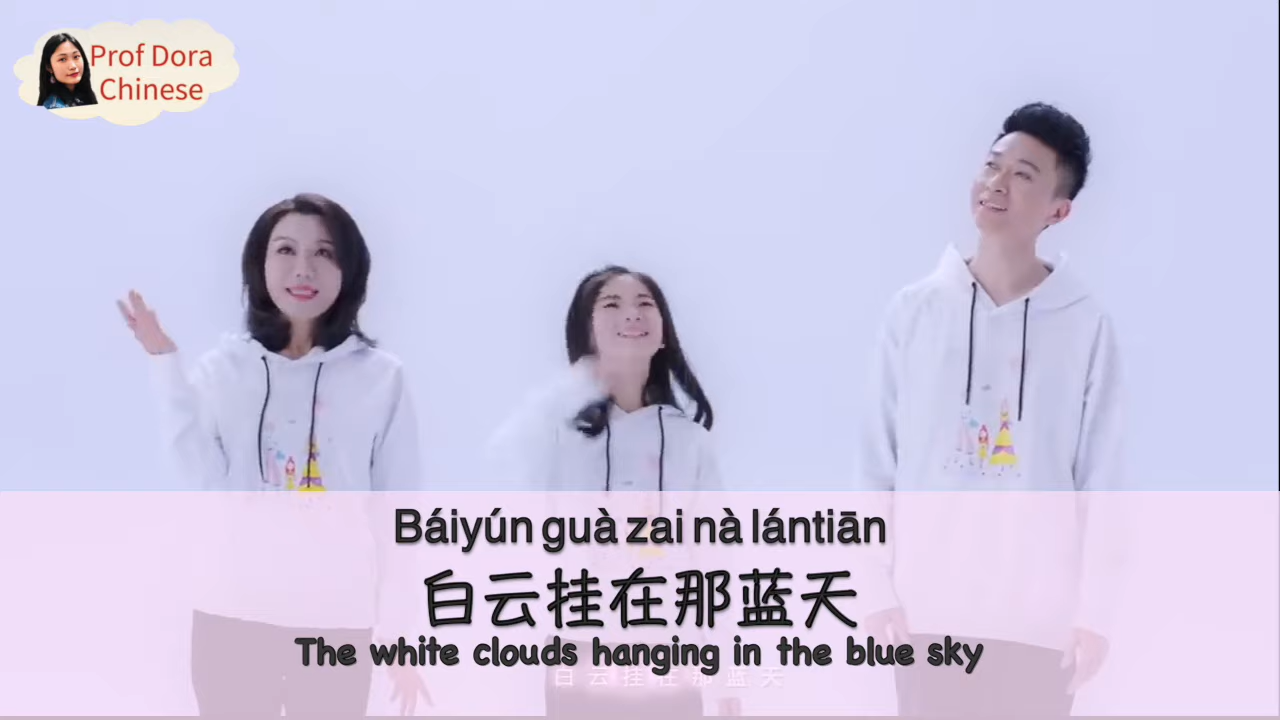 Prof Dora
Chinese
Báiyún guà zai nà lántiān
白云挂在那蓝天
The white clouds hanging in the blue sky
白云挂在那蓝天